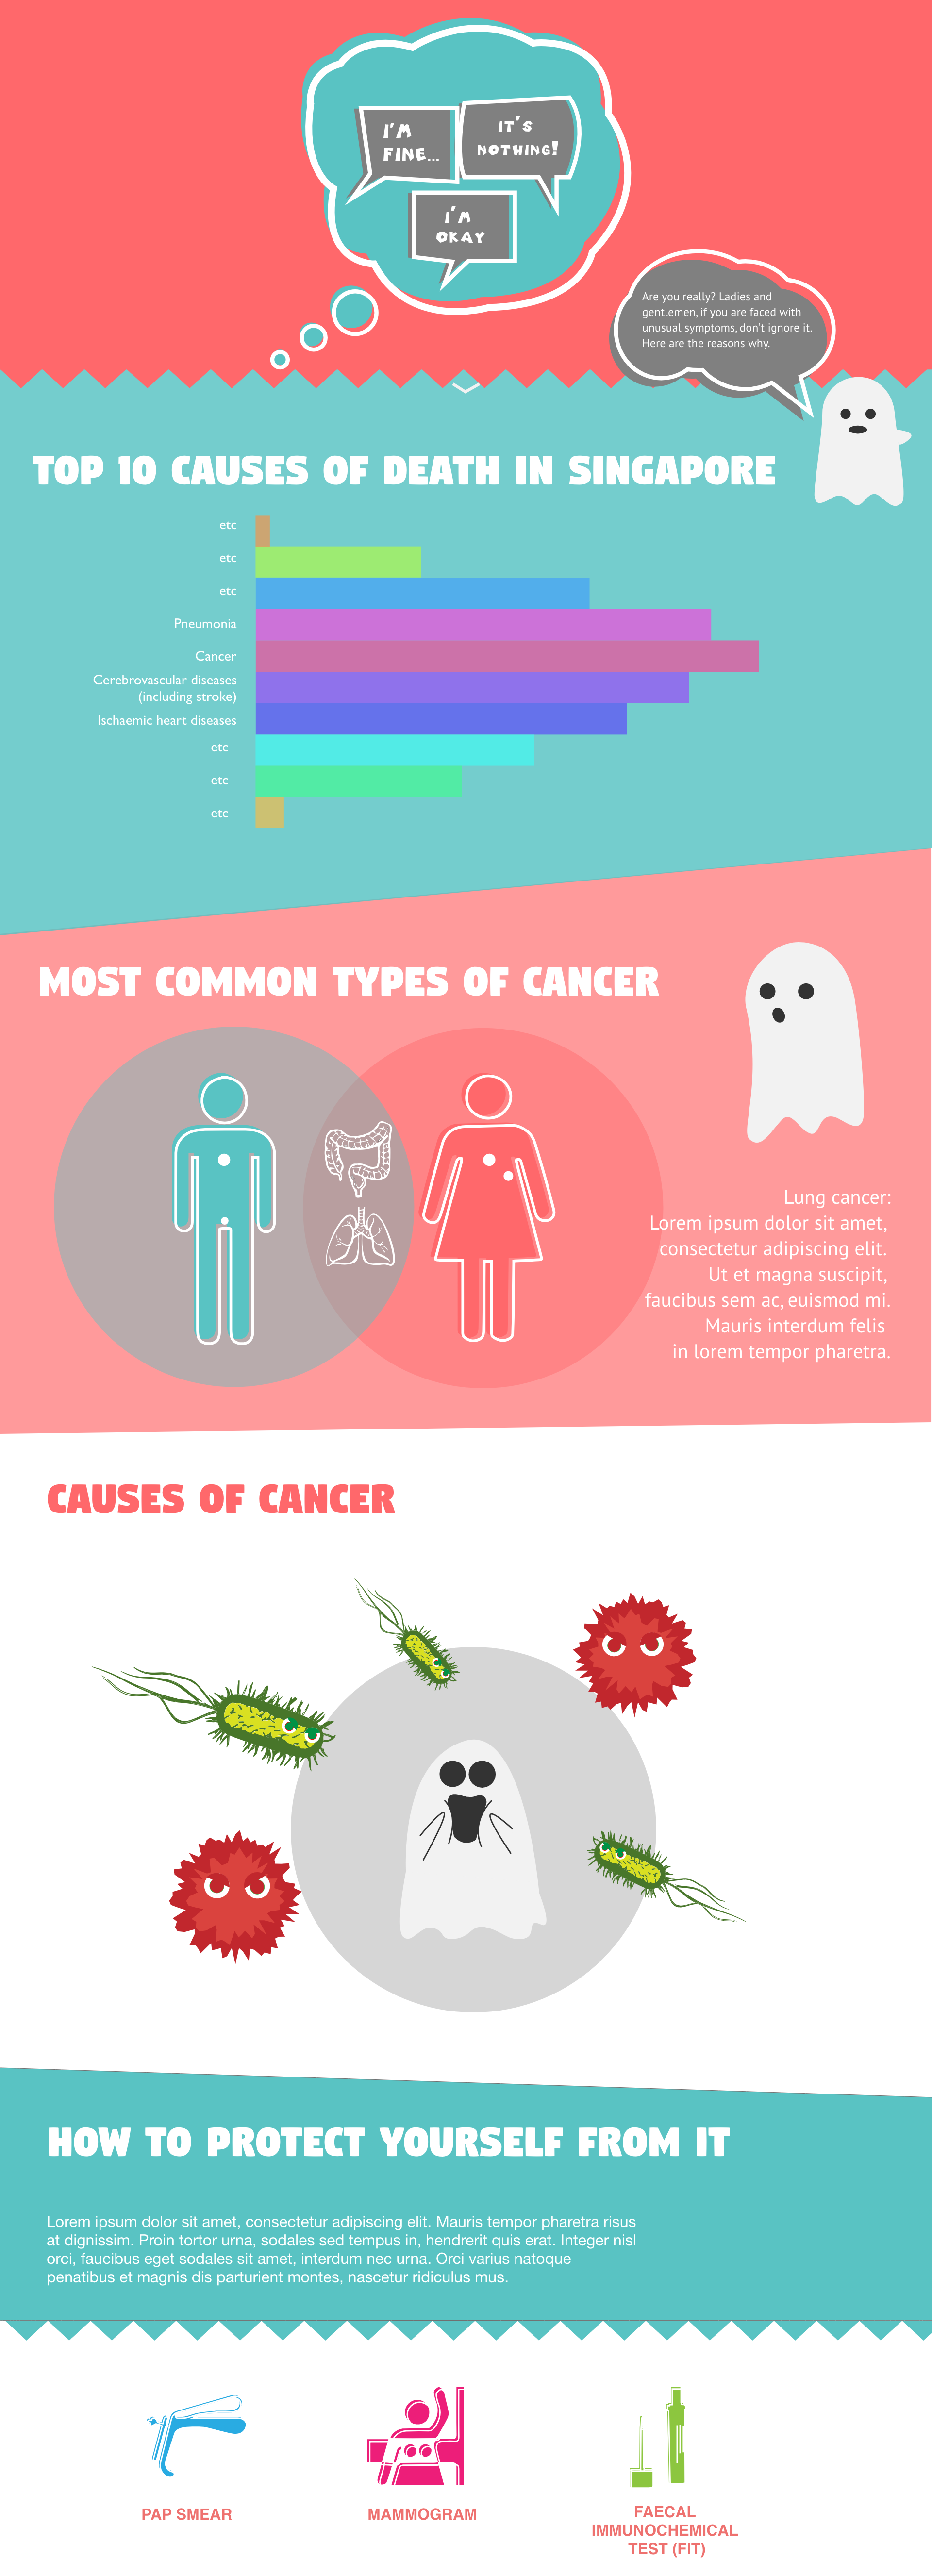 I'M
FINE...
IT'S
NOTHING!
I'M
OKAY
Are you really? Ladies and
gentlemen, if you are faced with
unusual symptoms, don't ignore it.
Here are the reasons why.
TOP 10 CAUSES OF DEATH IN SINGAPORE
etc
etc
etc
Pneumonia
Cancer
Cerebrovascular diseases
(including stroke)
Ischaemic heart diseases
etc
etc
etc
MOST COMMON TYPES OF CANCER
Lung cancer:
Lorem ipsum dolor sit amet,
consectetur adipiscing elit.
Ut et magna suscipit,
faucibus sem ac, euismod mi.
Mauris interdum felis
in lorem tempor pharetra.
CAUSES OF CANCER
HOW TO PROTECT YOURSELF FROM IT
Lorem ipsum dolor sit amet, consectetur adipiscing elit. Mauris tempor pharetra risus
at dignissim. Proin tortor urna, sodales sed tempus in, hendrerit quis erat. Integer nisl
orci, faucibus eget sodales sit amet, interdum nec urna. Orci varius natoque
penatibus et magnis dis parturient montes, nascetur ridiculus mus.
PAP SMEAR
MAMMOGRAM
FAECAL
IMMUNOCHEMICAL
TEST (FIT)